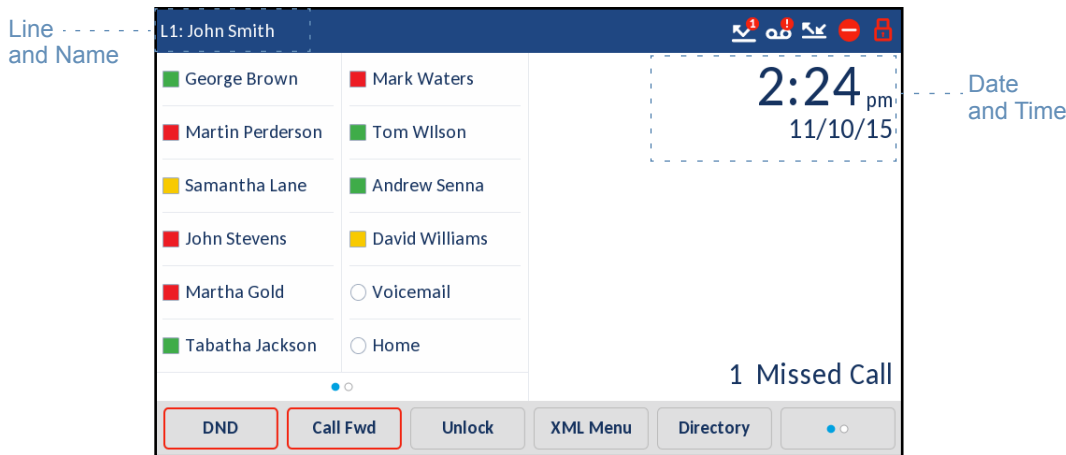 Line
and Name
L1: John Smith
1 !
George Brown
Mark Waters
Martin Perderson
Tom WIlson
Samantha Lane
Andrew Senna
John Stevens
David Williams
Martha Gold
Voicemail
Tabatha Jackson
Home
2:24 pm
11/10/15
Date
and Time
1 Missed Call
DND Call Fwd Unlock XML Menu Directory